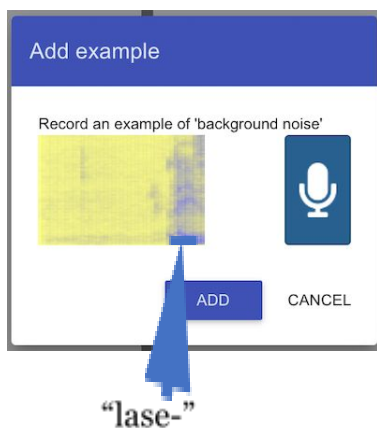 Add example
Record an example of 'background noise'
ADD CANCEL
“lase-”